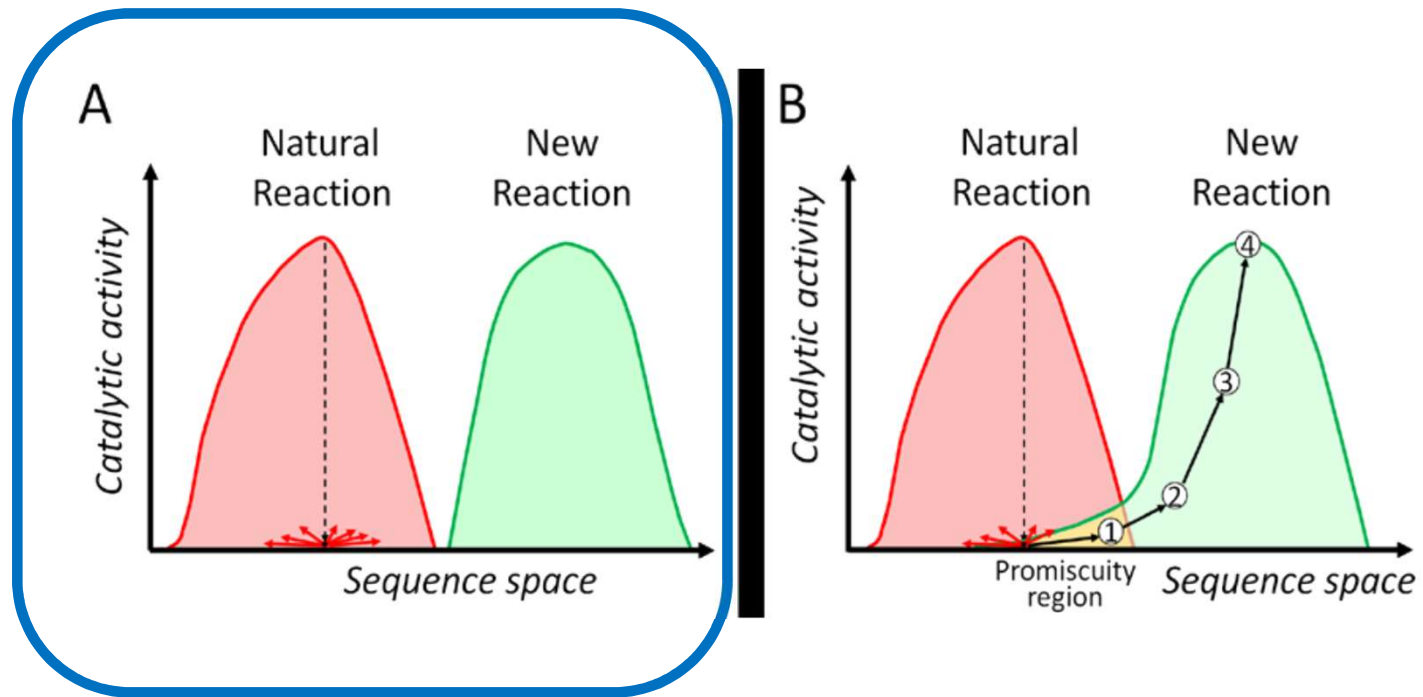 A
Natural
Reaction
New
Reaction
Catalytic activity
Sequence space
B
Natural
Reaction
New
Reaction
Catalytic activity
4
3
2
1
Promiscuity
region
Sequence space